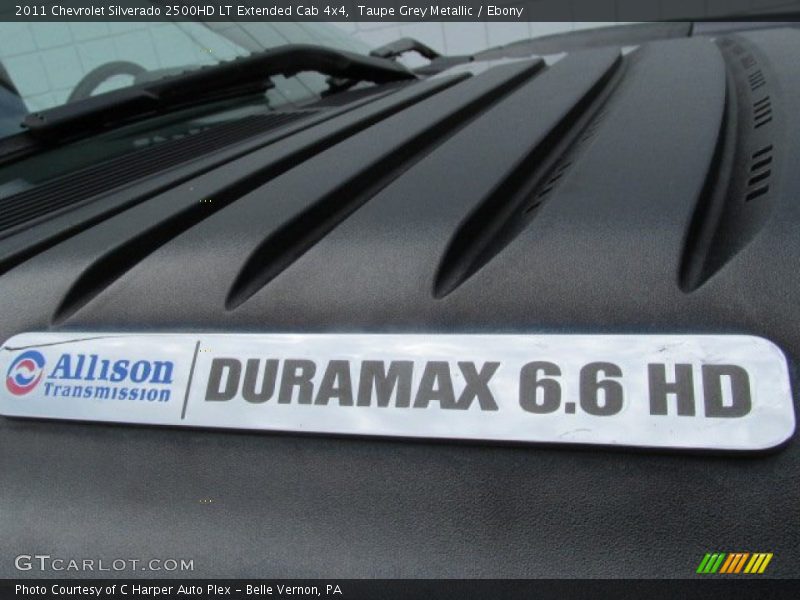 2011 Chevrolet Silverado 2500HD LT Extended Cab 4x4, Taupe Grey Metallic / Ebony
Allison
Transmission
DURAMAX 6.6 HD
GTCARLOT.COM
Photo Courtesy of C Harper Auto Plex – Belle Vernon, PA